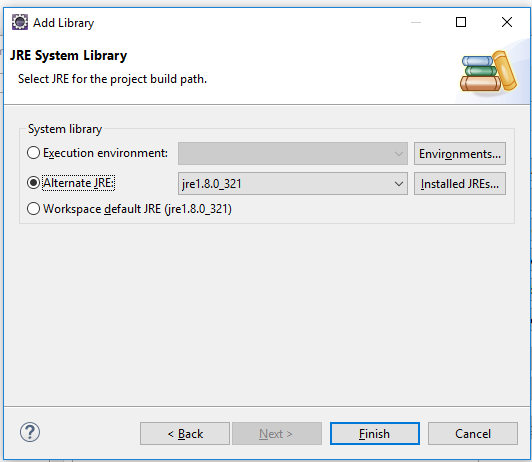 Add Library
JRE System Library
Select JRE for the project build path.
System library
Execution environment:
Environments...
Alternate JRE:
jre1.8.0_321
Installed JREs...
Workspace default JRE (jre1.8.0_321)
?
< Back
Next >
Finish
Cancel